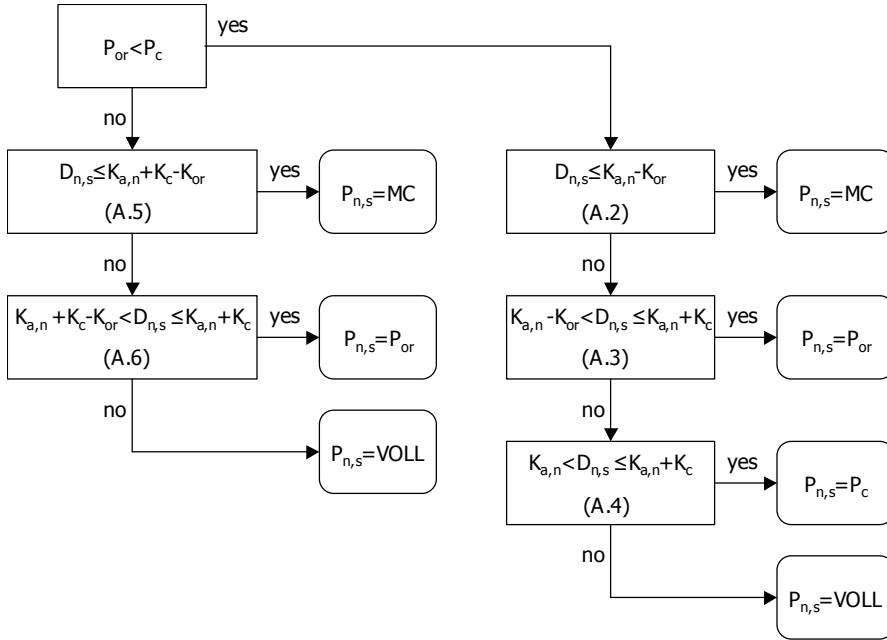 P_or<P_c
yes
no
D_n,s≤K_a,n+K_c-K_or
(A.5)
yes
P_n,s=MC
no
K_a,n +K_c-K_or<D_n,s ≤K_a,n+K_c
(A.6)
yes
P_n,s=P_or
no
P_n,s=VOLL
D_n,s≤K_a,n-K_or
(A.2)
yes
P_n,s=MC
no
K_a,n -K_or<D_n,s ≤K_a,n+K_c
(A.3)
yes
P_n,s=P_or
no
K_a,n<D_n,s ≤K_a,n+K_c
(A.4)
yes
P_n,s=P_c
no
P_n,s=VOLL